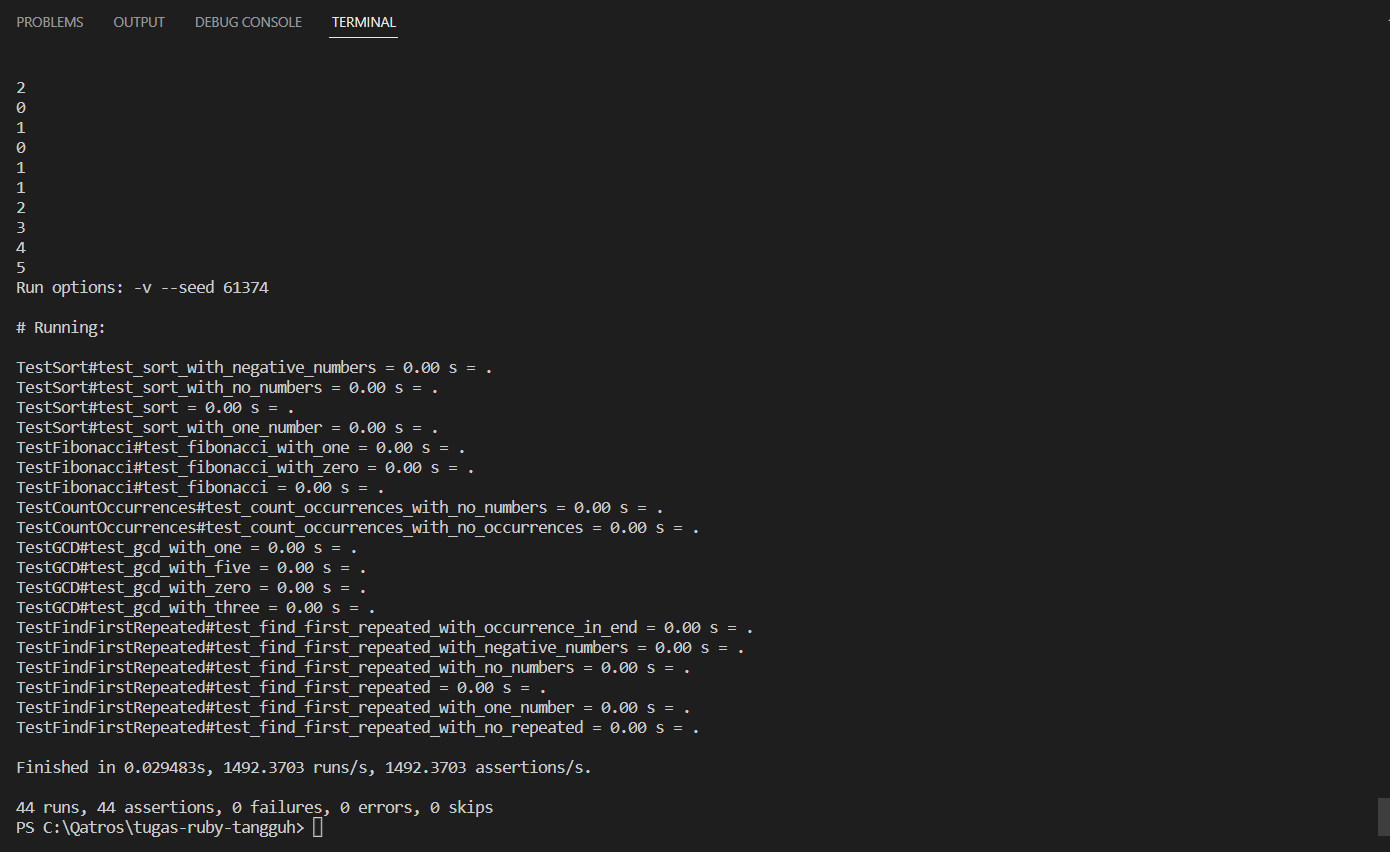 PROBLEMS OUTPUT DEBUG CONSOLE TERMINAL
2
0
1
0
1
1
2
3
4
5
Run options: -v --seed 61374
# Running:
TestSort#test_sort_with_negative_numbers = 0.00 s = .
TestSort#test_sort_with_no_numbers = 0.00 s = .
TestSort#test_sort = 0.00 s = .
TestSort#test_sort_with_one_number = 0.00 s = .
TestFibonacci#test_fibonacci_with_one = 0.00 s = .
TestFibonacci#test_fibonacci_with_zero = 0.00 s = .
TestFibonacci#test_fibonacci = 0.00 s = .
TestCountOccurrences#test_count_occurrences_with_no_numbers = 0.00 s = .
TestCountOccurrences#test_count_occurrences_with_no_occurrences = 0.00 s = .
TestGCD#test_gcd_with_one = 0.00 s = .
TestGCD#test_gcd_with_five = 0.00 s = .
TestGCD#test_gcd_with_zero = 0.00 s = .
TestGCD#test_gcd_with_three = 0.00 s = .
TestFindFirstRepeated#test_find_first_repeated_with_occurrence_in_end = 0.00 s = .
TestFindFirstRepeated#test_find_first_repeated_with_negative_numbers = 0.00 s = .
TestFindFirstRepeated#test_find_first_repeated_with_no_numbers = 0.00 s = .
TestFindFirstRepeated#test_find_first_repeated = 0.00 s = .
TestFindFirstRepeated#test_find_first_repeated_with_one_number = 0.00 s = .
TestFindFirstRepeated#test_find_first_repeated_with_no_repeated = 0.00 s = .
Finished in 0.029483s, 1492.3703 runs/s, 1492.3703 assertions/s.
44 runs, 44 assertions, 0 failures, 0 errors, 0 skips
PS C:\Qatros\tugas-ruby-tangguh>